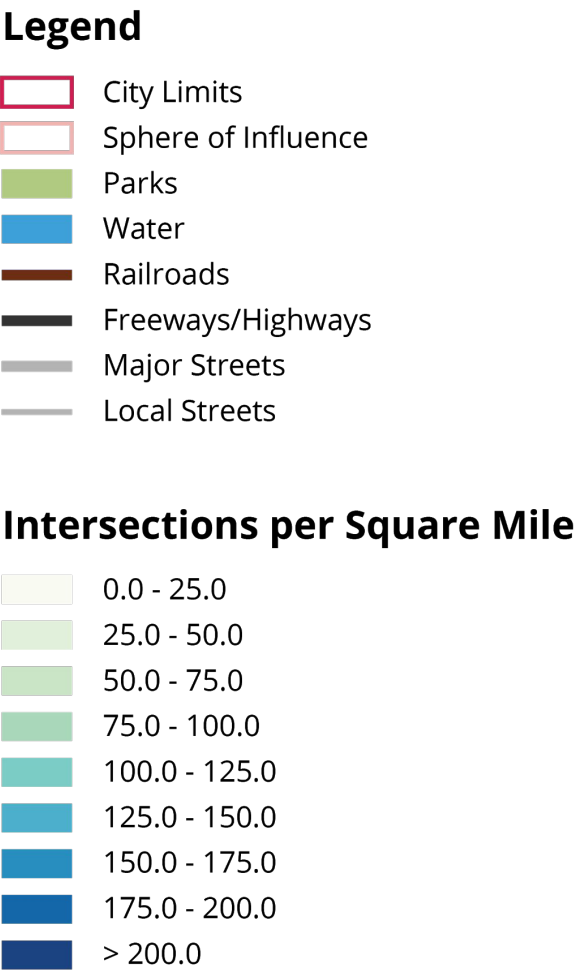 Legend
City Limits
Sphere of Influence
Parks
Water
Railroads
Freeways/Highways
Major Streets
Local Streets
Intersections per Square Mile
0.0 - 25.0
25.0 - 50.0
50.0 - 75.0
75.0 - 100.0
100.0 - 125.0
125.0 - 150.0
150.0 - 175.0
175.0 - 200.0
> 200.0